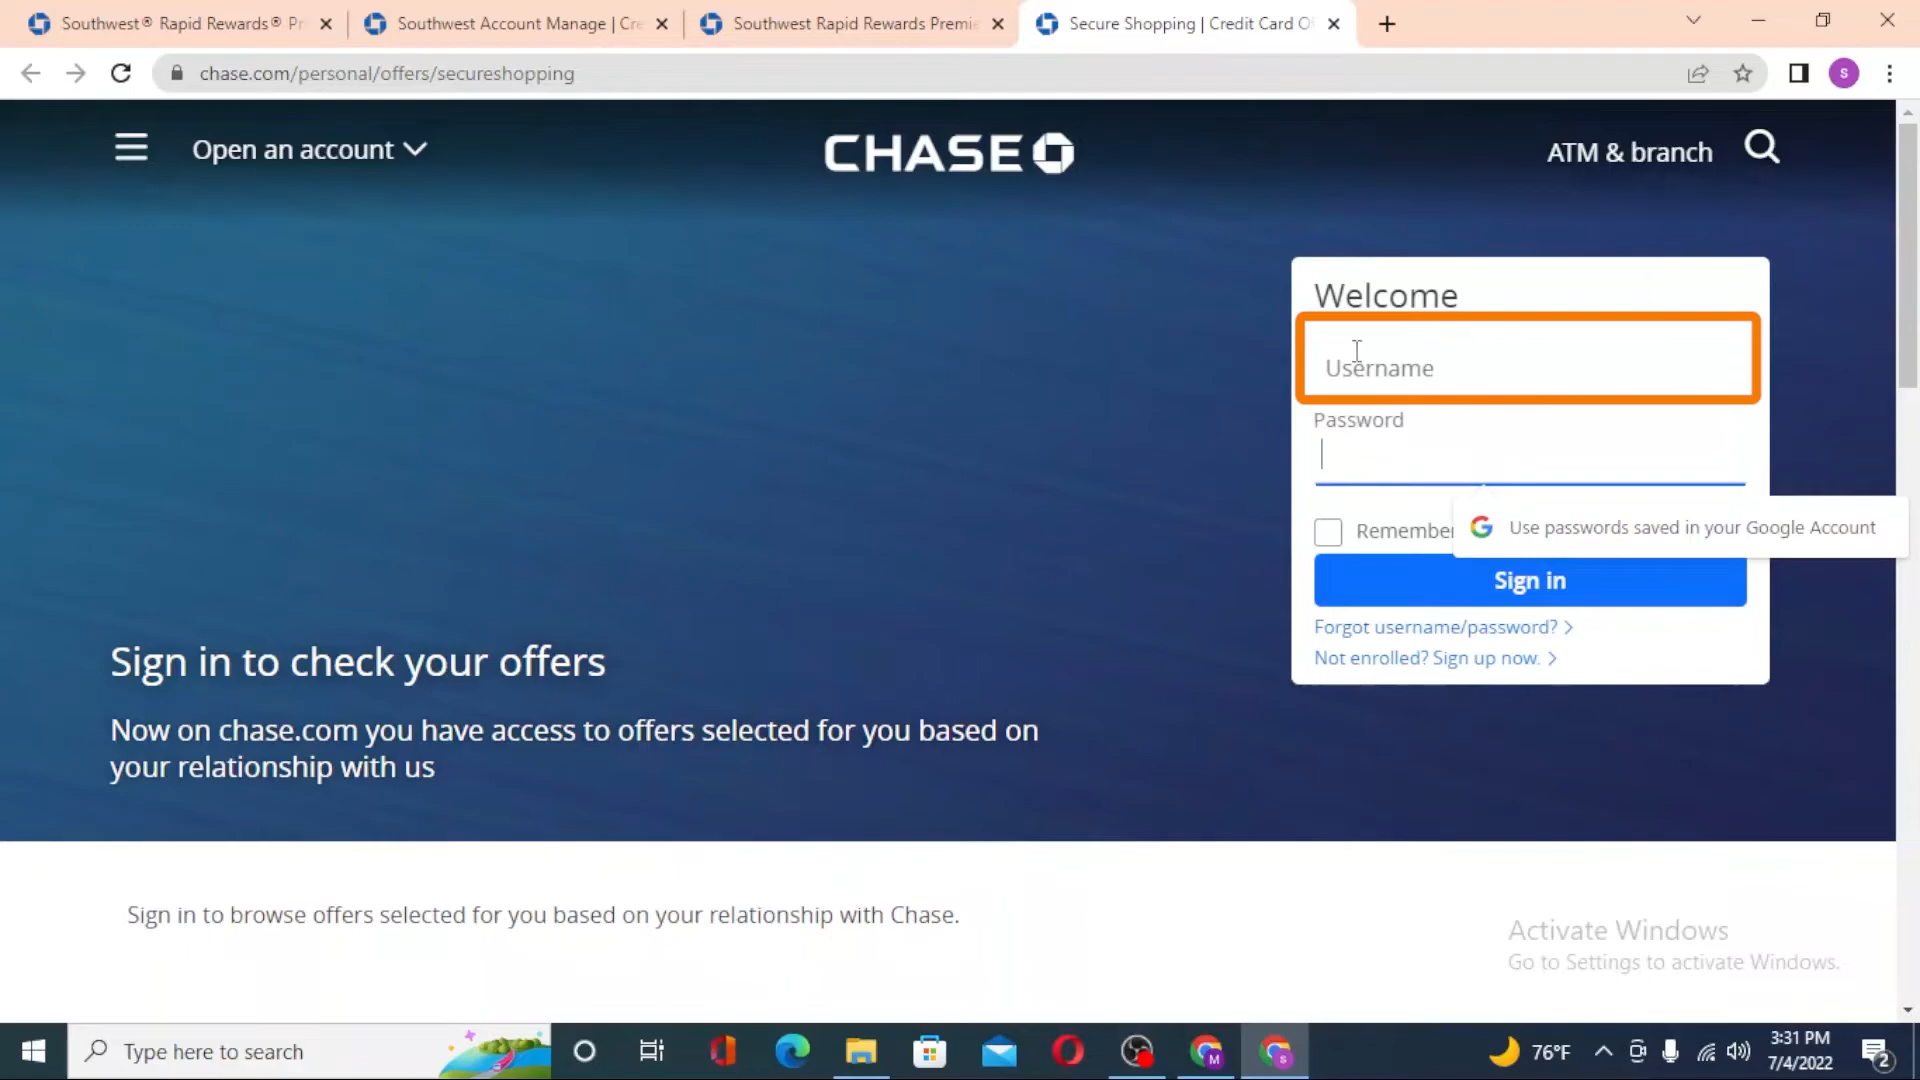 Southwest® Rapid Rewards® Pr
Southwest Account Manage | Cre
Southwest Rapid Rewards Premie
Secure Shopping | Credit Card O
chase.com/personal/offers/secureshopping
S
Open an account
CHASE
ATM & branch
Welcome
Username
Password
Remember
Use passwords saved in your Google Account
Sign in
Forgot username/password?
Not enrolled? Sign up now.
Sign in to check your offers
Now on chase.com you have access to offers selected for you based on
your relationship with us
Sign in to browse offers selected for you based on your relationship with Chase.
Activate Windows
Go to Settings to activate Windows.
Type here to search
M
S
76°F
3:31 PM
7/4/2022
2